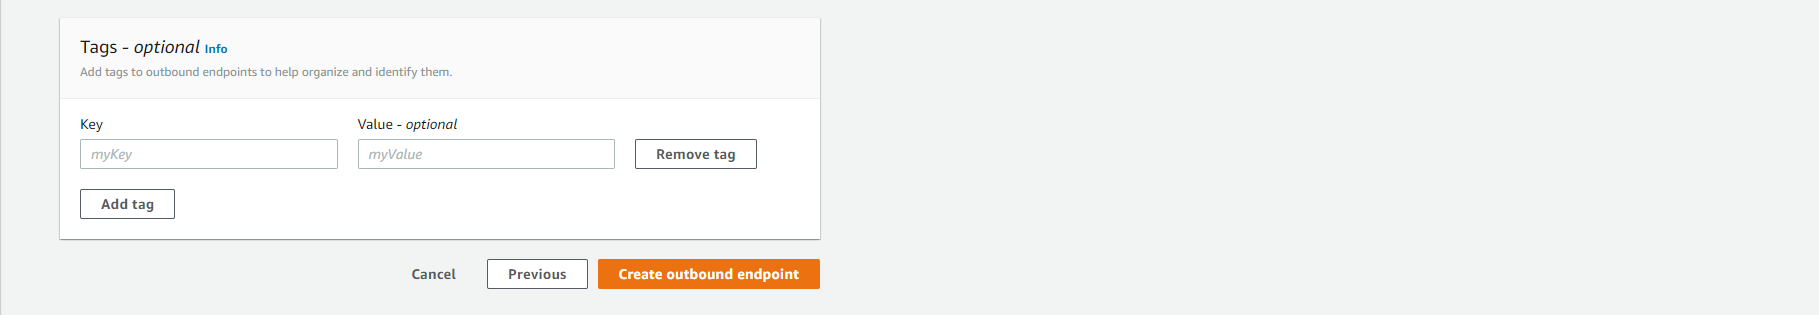 Tags - optional Info
Add tags to outbound endpoints to help organize and identify them.
Key Value - optional
myKey myValue Remove tag
Add tag
Cancel Previous Create outbound endpoint